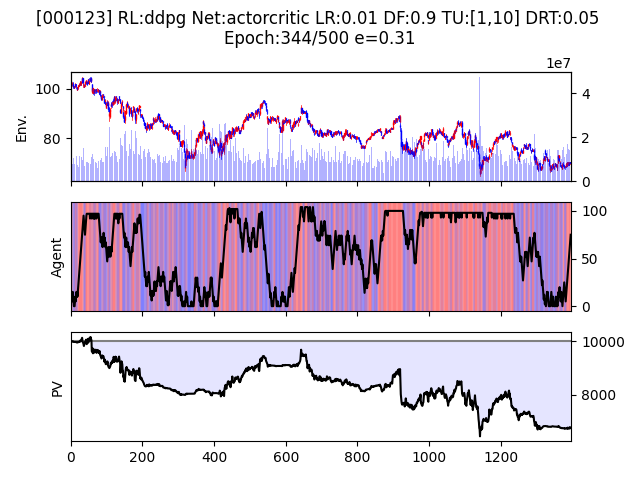 [000123] RL:ddpg Net:actorcritic LR:0.01 DF:0.9 TU:[1,10] DRT:0.05
Epoch:344/500 e=0.31
1e7
100
80
Env.
4
2
0
Agent
100
50
0
PV
10000
8000
0 200 400 600 800 1000 1200